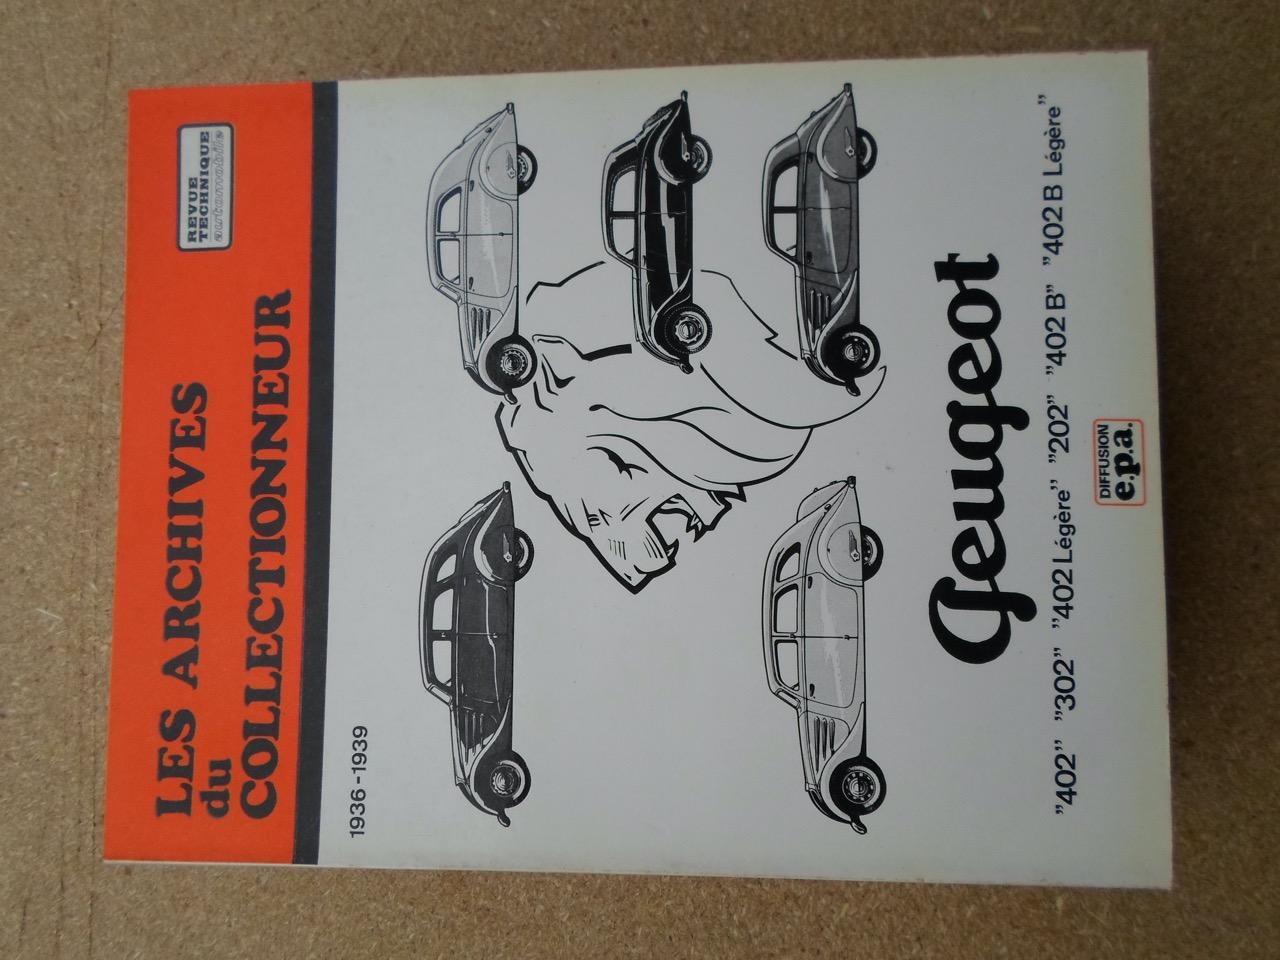 LES ARCHIVES
du
COLLECTIONNEUR
REVUE
TECHNIQUE
automobile
1936-1939
Peugeot
"402" "302" "402 Légère" "202" "402 B" "402 B Légère"
DIFFUSION
e.p.a.